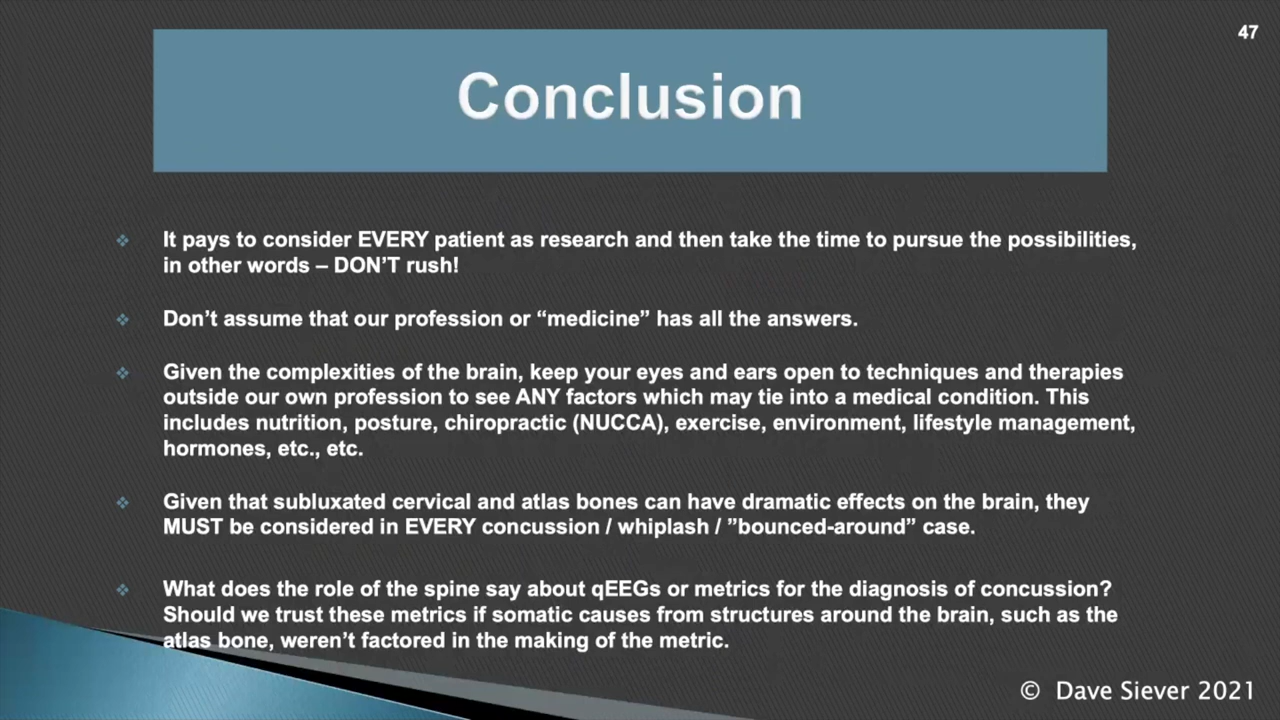 47
Conclusion
❖ It pays to consider EVERY patient as research and then take the time to pursue the possibilities,
in other words – DON’T rush!
❖ Don’t assume that our profession or “medicine” has all the answers.
❖ Given the complexities of the brain, keep your eyes and ears open to techniques and therapies
outside our own profession to see ANY factors which may tie into a medical condition. This
includes nutrition, posture, chiropractic (NUCCA), exercise, environment, lifestyle management,
hormones, etc., etc.
❖ Given that subluxated cervical and atlas bones can have dramatic effects on the brain, they
MUST be considered in EVERY concussion / whiplash / ”bounced-around” case.
❖ What does the role of the spine say about qEEGs or metrics for the diagnosis of concussion?
Should we trust these metrics if somatic causes from structures around the brain, such as the
atlas bone, weren’t factored in the making of the metric.
© Dave Siever 2021